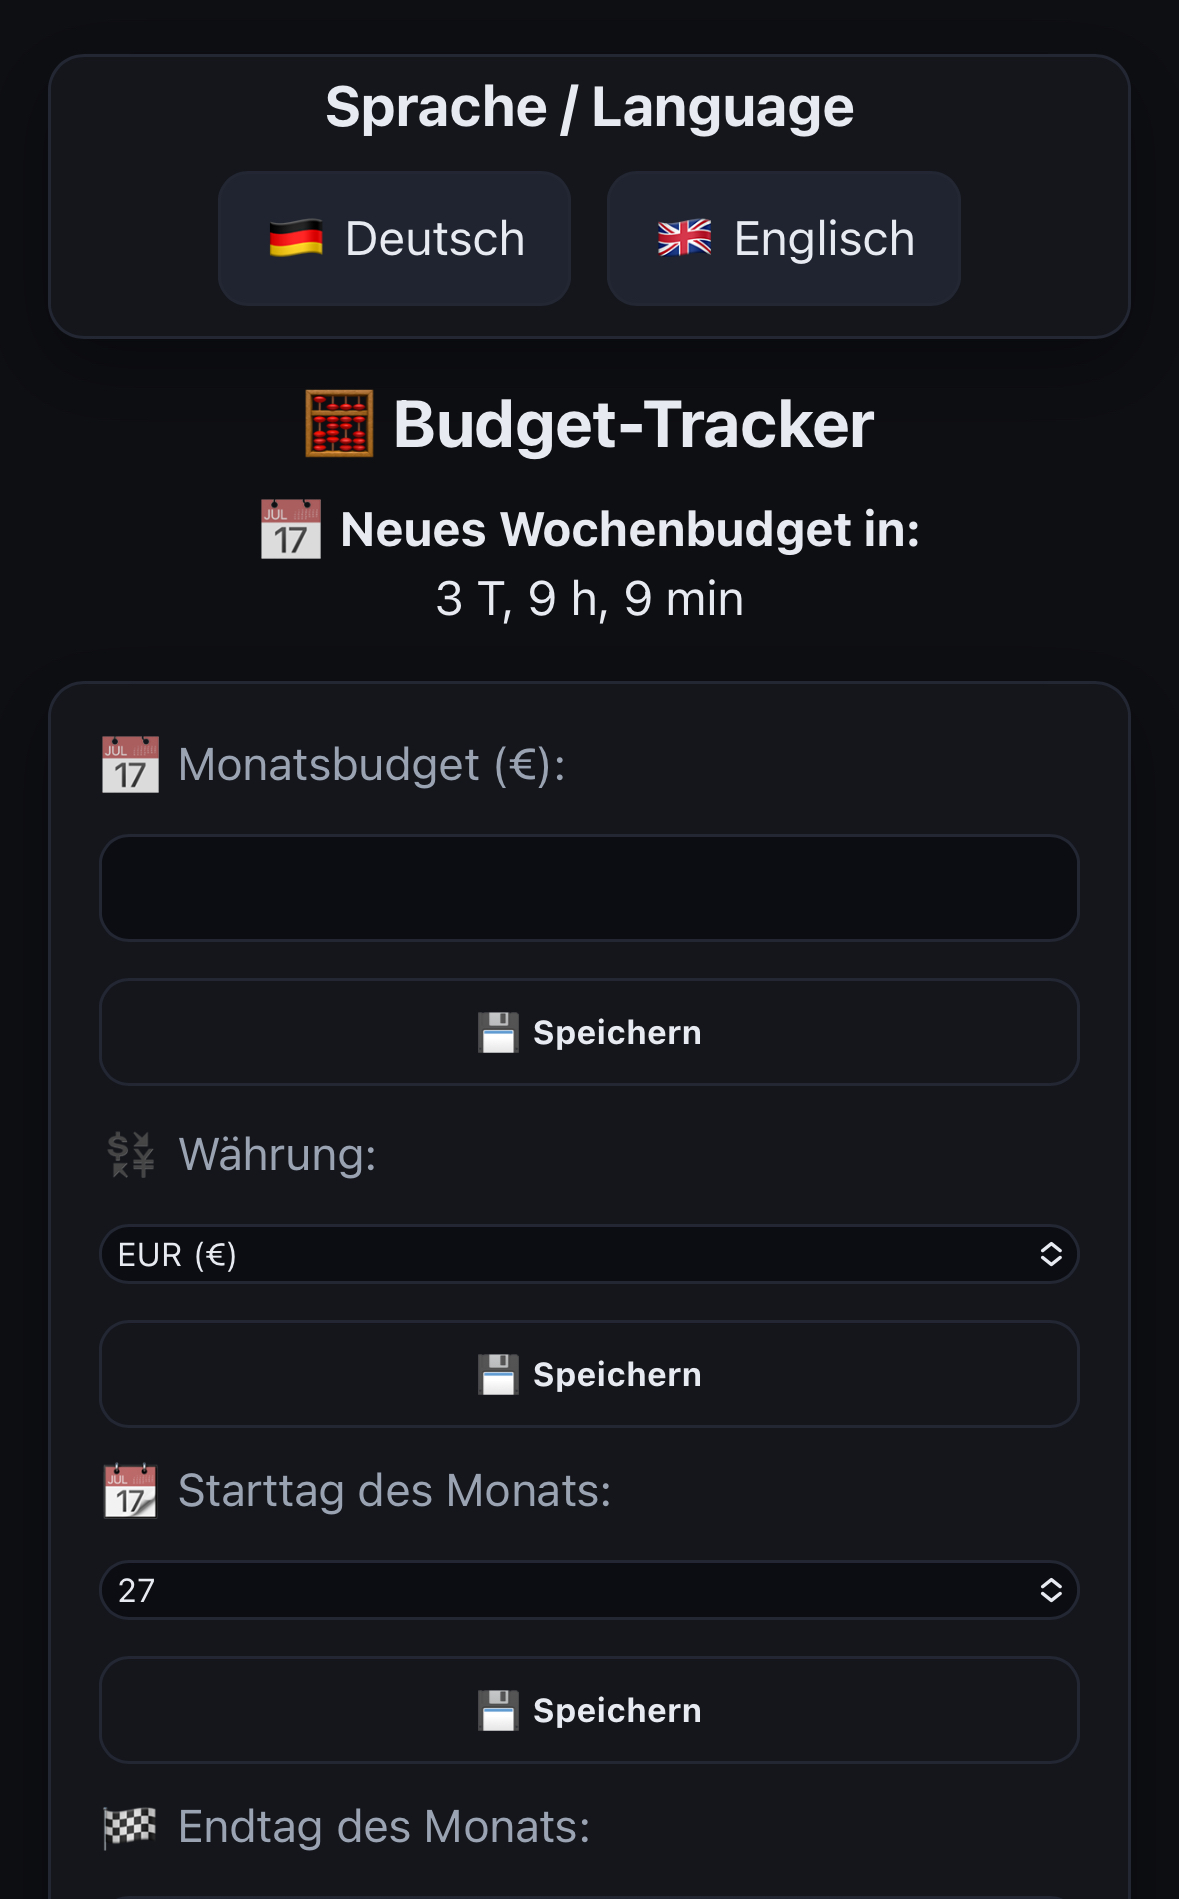 Sprache / Language
Deutsch
Englisch
Budget-Tracker
JUL
17
Neues Wochenbudget in:
3 T, 9 h, 9 min
JUL
17
Monatsbudget (€):
Speichern
Währung:
EUR (€)
Speichern
JUL
17
Starttag des Monats:
27
Speichern
Endtag des Monats: